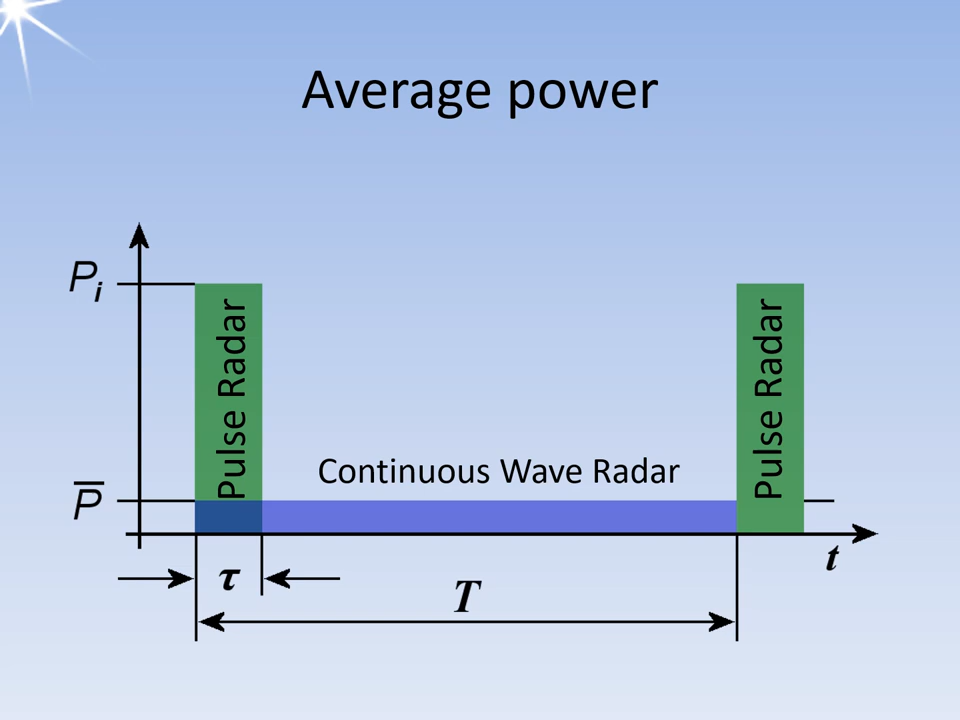 Average power
Pᵢ
Pulse Radar
Pulse Radar
Continuous Wave Radar
P̅
τ
T
t